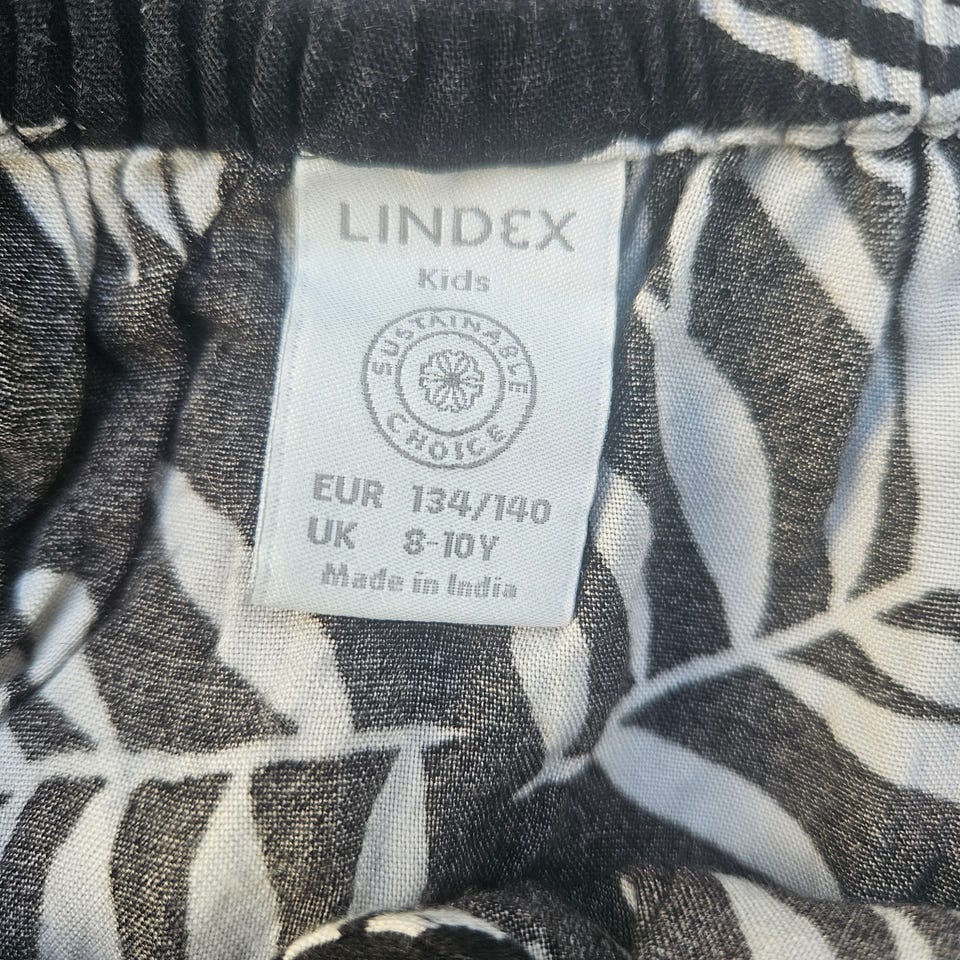 LINDEX
Kids
SUSTAINABLE
CHOICE
EUR 134/140
UK 8-10Y
Made in India